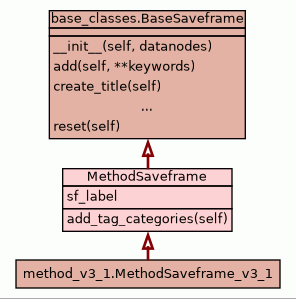 base_classes.BaseSaveframe
__init__(self, datanodes)
add(self, **keywords)
create_title(self)
...
reset(self)
MethodSaveframe
sf_label
add_tag_categories(self)
method_v3_1.MethodSaveframe_v3_1